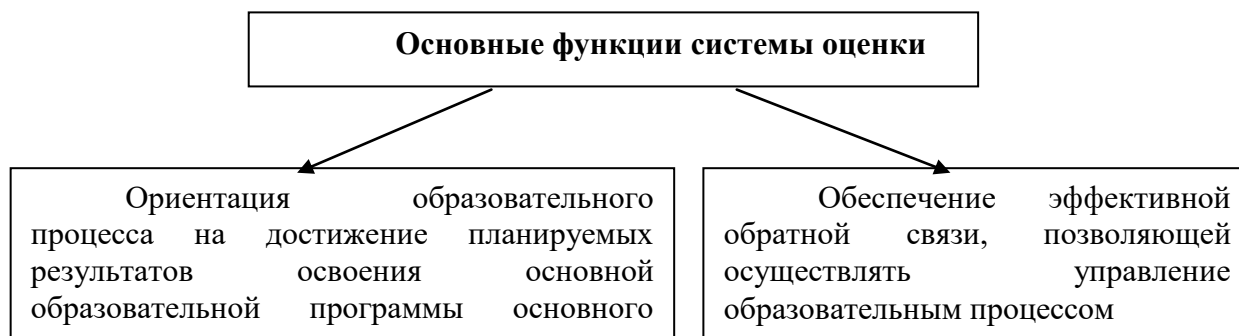 Основные функции системы оценки
Ориентация образовательного
процесса на достижение планируемых
результатов освоения основной
образовательной программы основного
Обеспечение эффективной
обратной связи, позволяющей
осуществлять управление
образовательным процессом